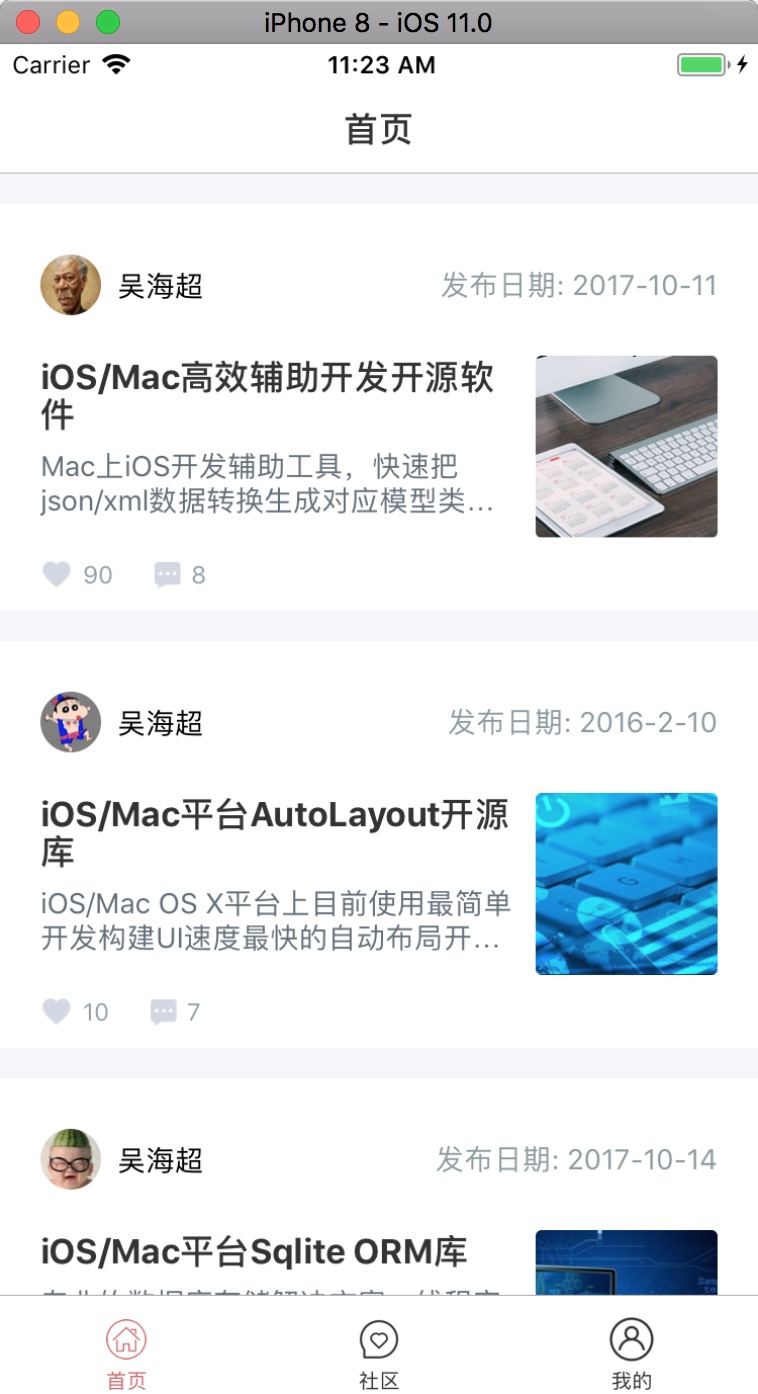 iPhone 8 - iOS 11.0
Carrier 11:23 AM
首页
吴海超 发布日期: 2017-10-11
iOS/Mac高效辅助开发开源软
件
Mac上iOS开发辅助工具，快速把
json/xml数据转换生成对应模型类...
90 8
吴海超 发布日期: 2016-2-10
iOS/Mac平台AutoLayout开源
库
iOS/Mac OS X平台上目前使用最简单
开发构建UI速度最快的自动布局开...
10 7
吴海超 发布日期: 2017-10-14
iOS/Mac平台Sqlite ORM库
首页 社区 我的